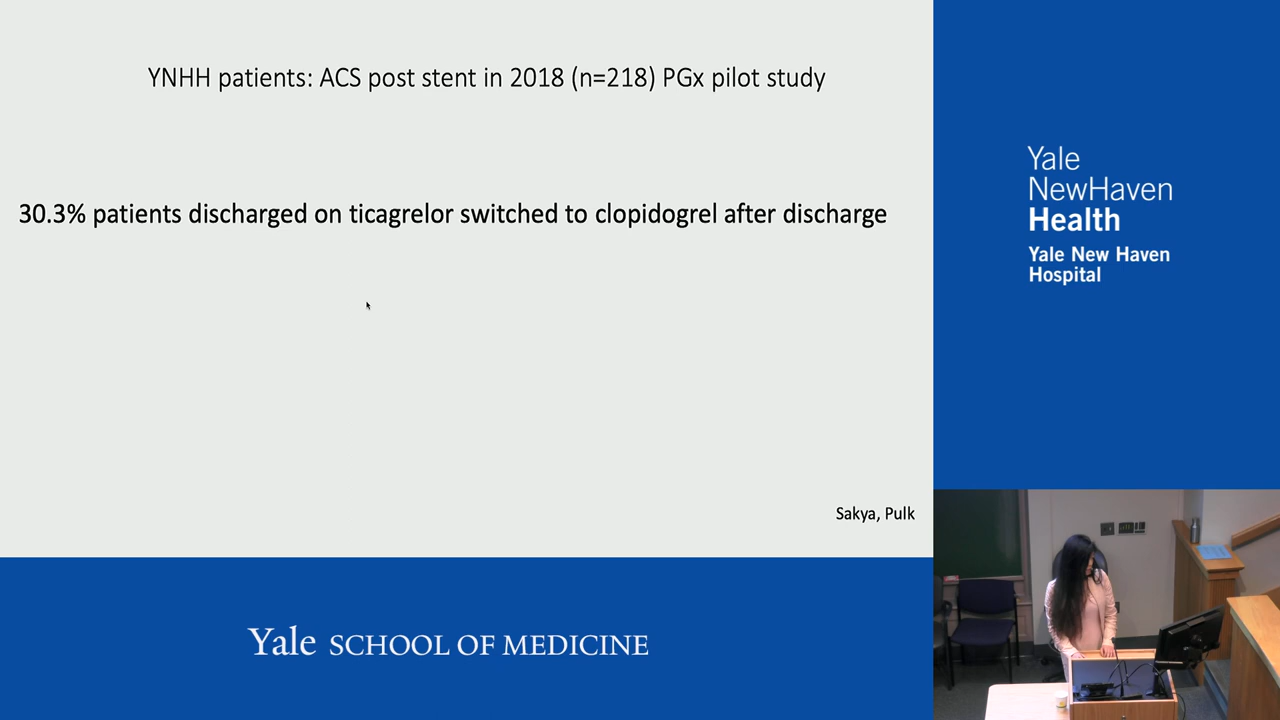 YNHH patients: ACS post stent in 2018 (n=218) PGx pilot study
30.3% patients discharged on ticagrelor switched to clopidogrel after discharge
Sakya, Pulk
Yale SCHOOL OF MEDICINE
Yale
NewHaven
Health
Yale New Haven
Hospital